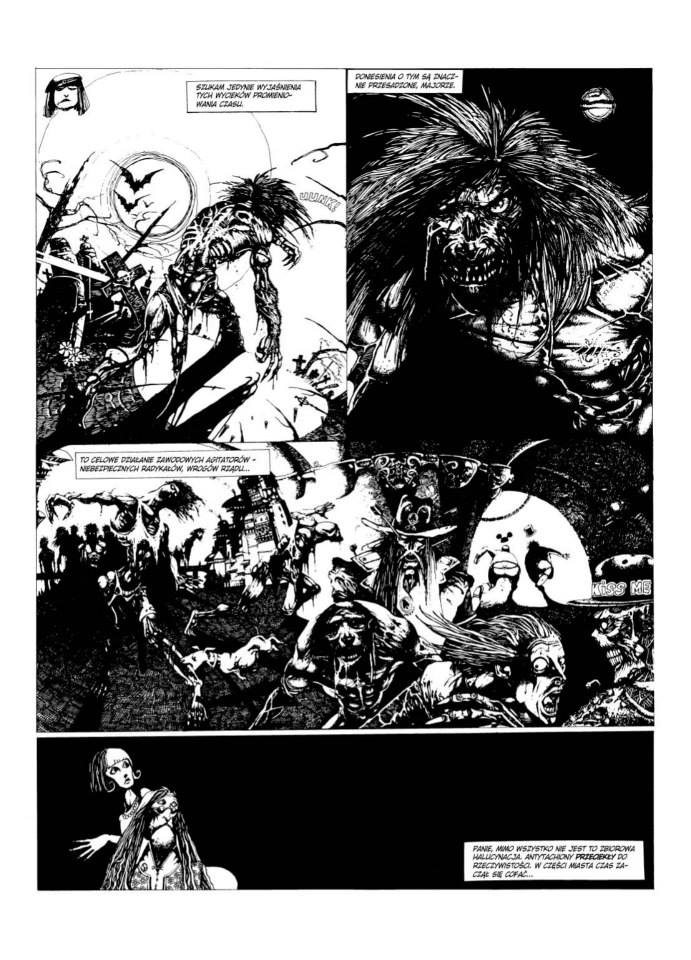 SZUKAM JEDYNIE WYJAŚNIENIA
TYCH WYCIEKÓW PROMIENIO-
WANIA CZASU.
DONIESIENIA O TYM SĄ ZNACZ-
NIE PRZESADZONE, MAJORZE.
UUNK!
TO CELOWE DZIAŁANIE ZAWODOWYCH AGITATORÓW -
NIEBEZPIECZNYCH RADYKAŁÓW, WROGÓW RZĄDU...
KISS ME
PANIE, MIMO WSZYSTKO NIE JEST TO ZBIOROWA
HALUCYNACJA. ANTYTACHIONY PRZECIEKŁY DO
RZECZYWISTOŚCI. W CZĘŚCI MIASTA CZAS ZA-
CZĄŁ SIĘ COFAĆ...